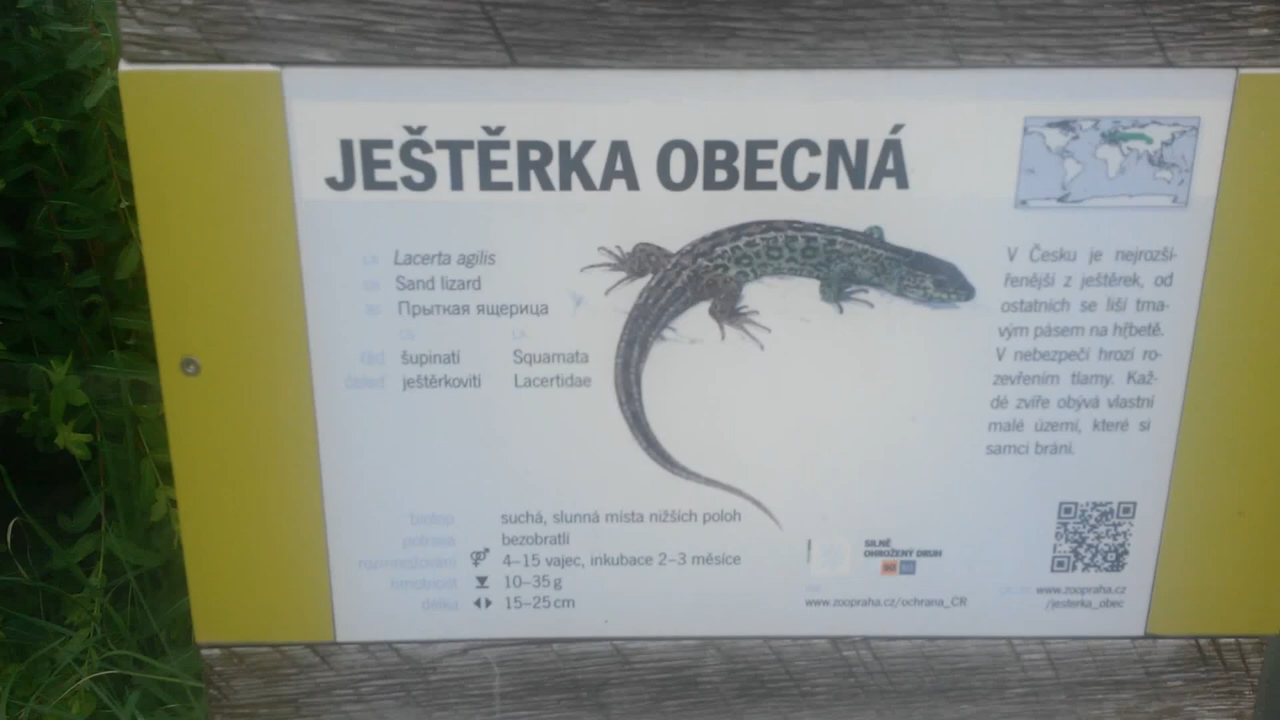 JEŠTĚRKA OBECNÁ
Lacerta agilis
Sand lizard
Прыткая ящерица
řád šupinatí Squamata
čeleď ještěrkovití Lacertidae
V Česku je nejrozší-
řenější z ještěrek, od
ostatních se liší tma-
vým pásem na hřbetě.
V nebezpečí hrozí ro-
zevřením tlamy. Kaž-
dé zvíře obývá vlastní
malé území, které si
samci brání.
biotop suchá, slunná místa nižších poloh
potrava bezobratlí
rozmnožování 4–15 vajec, inkubace 2–3 měsíce
hmotnost 10–35 g
délka 15–25 cm
SILNĚ
OHROŽENÝ DRUH
www.zoopraha.cz/ochrana_CR
www.zoopraha.cz
/jesterka_obec